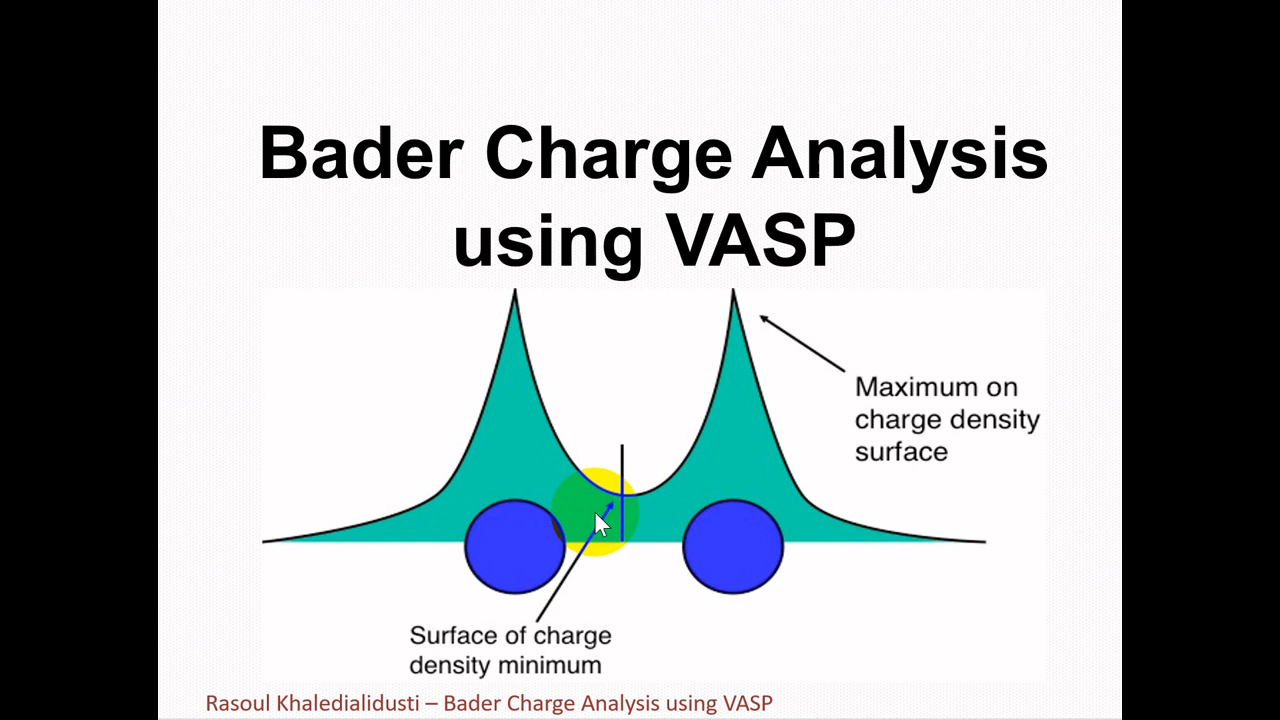 Bader Charge Analysis
using VASP
Maximum on
charge density
surface
Surface of charge
density minimum
Rasoul Khaledialidusti – Bader Charge Analysis using VASP